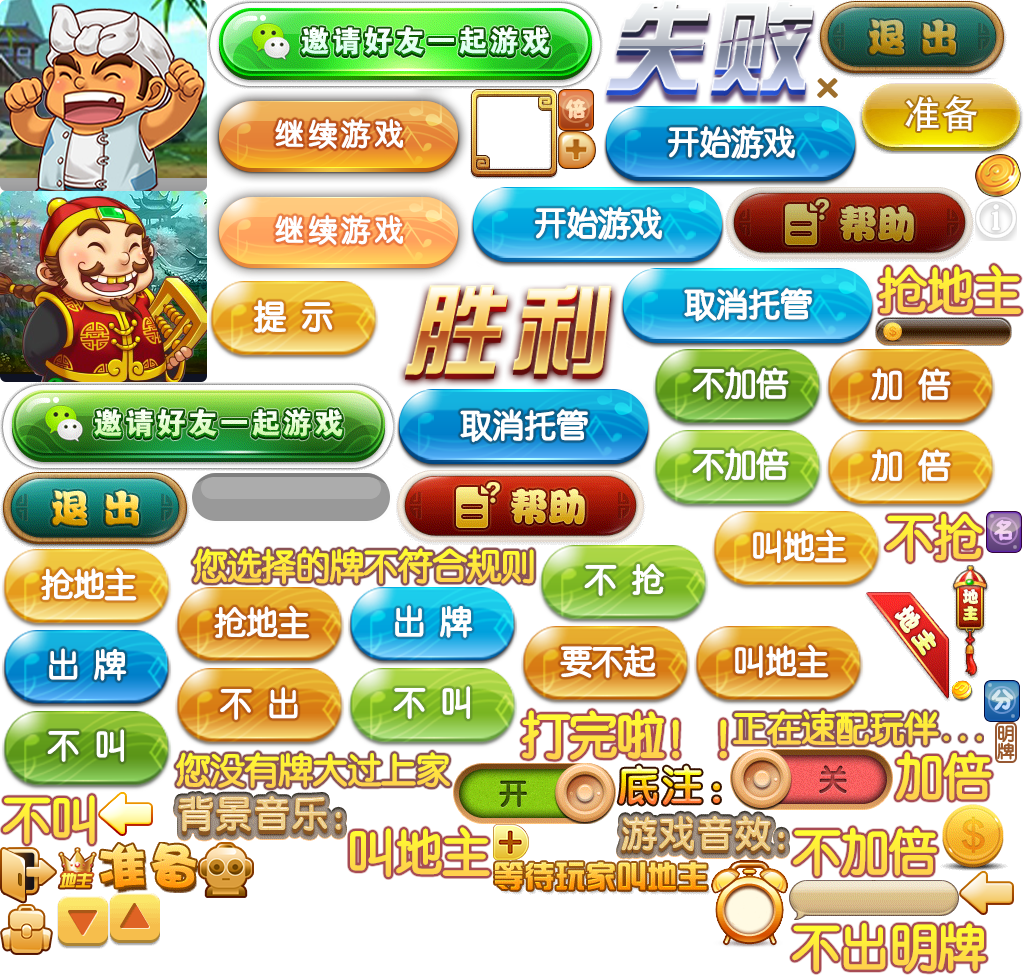 邀请好友一起游戏
失败
退出
继续游戏
倍
开始游戏
准备
继续游戏
开始游戏
帮助
提示
胜利
取消托管
抢地主
不加倍
加倍
邀请好友一起游戏
取消托管
不加倍
加倍
退出
帮助
抢地主
您选择的牌不符合规则
不抢
叫地主
不抢
名
抢地主
出牌
地主
地主
出牌
不出
不叫
要不起
叫地主
分
不叫
您没有牌大过上家
打完啦!
!正在速配玩伴...
明牌
开
底注:
关
加倍
不叫
背景音乐:
叫地主
游戏音效:
不加倍
地主
准备
等待玩家叫地主
不出明牌